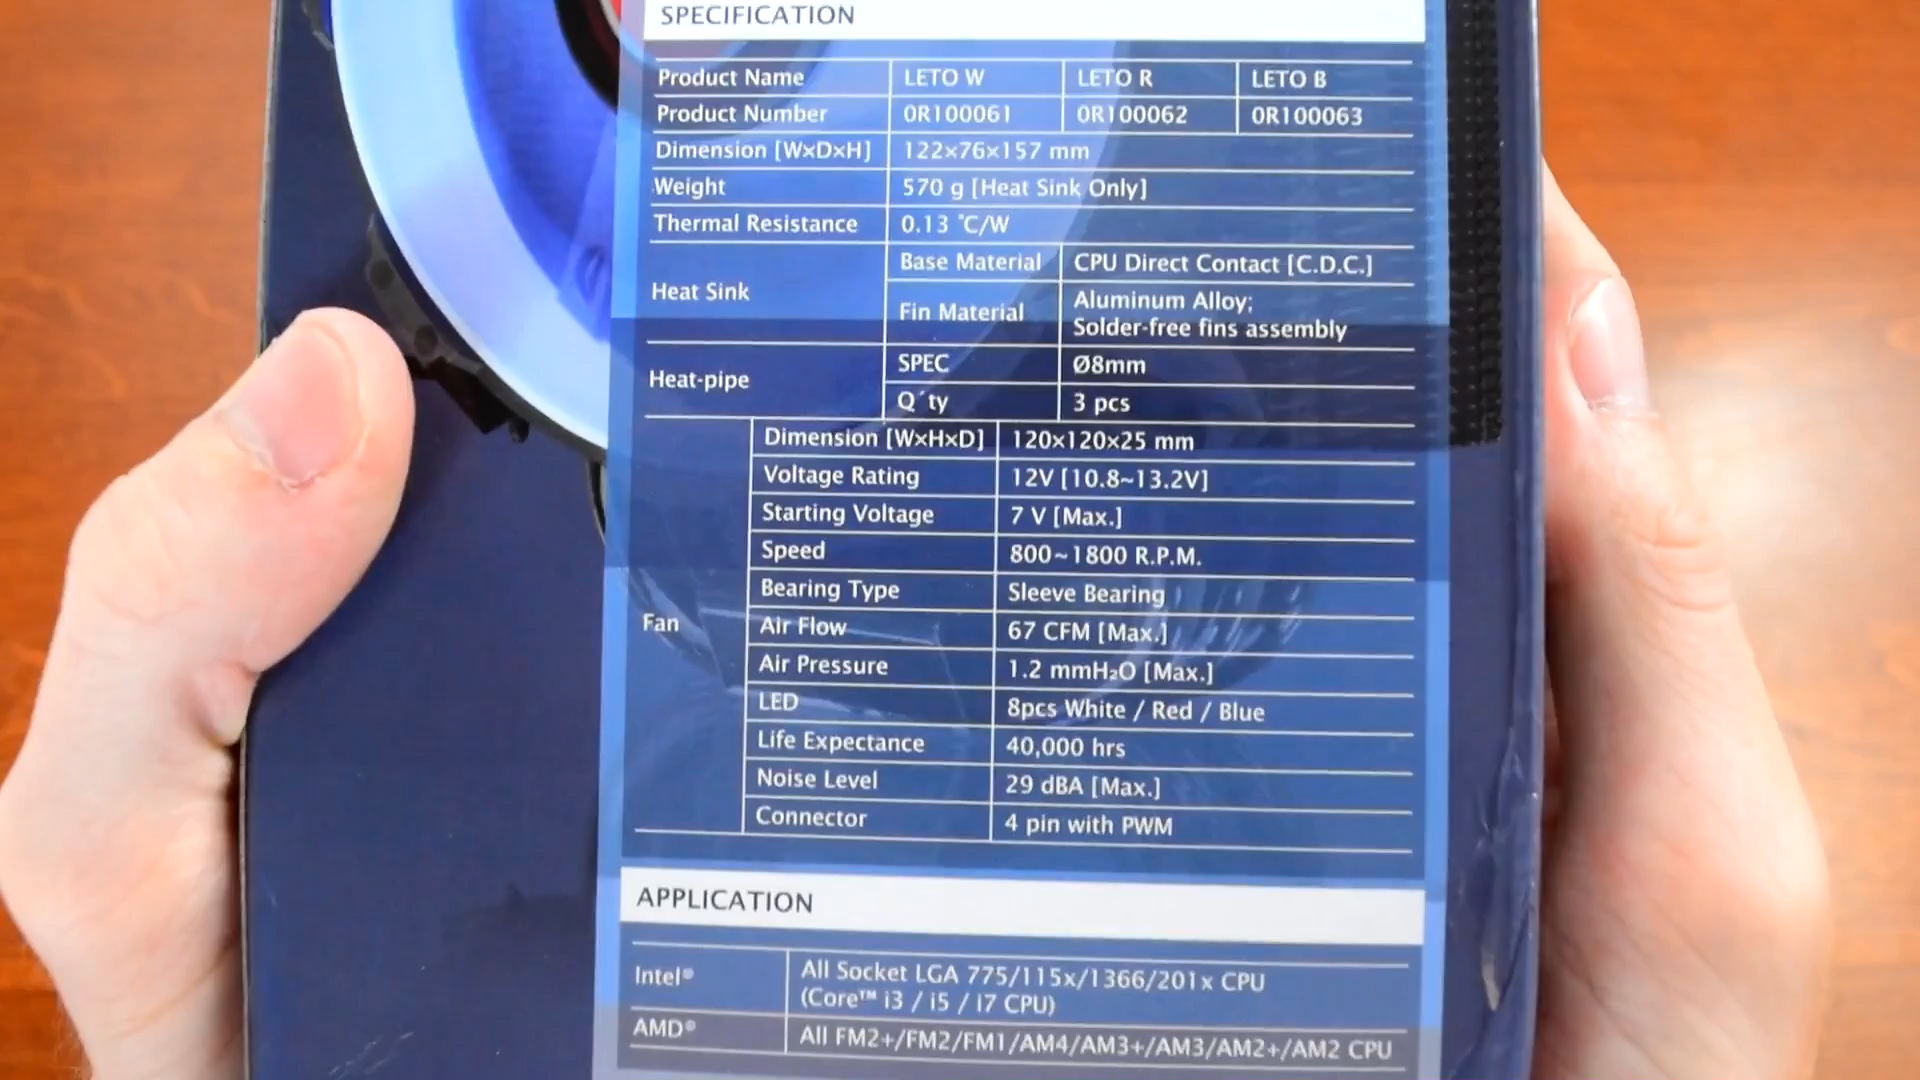 SPECIFICATION
Product Name LETO W LETO R LETO B
Product Number 0R100061 0R100062 0R100063
Dimension [W×D×H] 122×76×157 mm
Weight 570 g [Heat Sink Only]
Thermal Resistance 0.13 ˚C/W
Heat Sink
Base Material CPU Direct Contact [C.D.C.]
Fin Material
Aluminum Alloy;
Solder-free fins assembly
Heat-pipe
SPEC Ø8mm
Q´ty 3 pcs
Fan
Dimension [W×H×D] 120×120×25 mm
Voltage Rating 12V [10.8~13.2V]
Starting Voltage 7 V [Max.]
Speed 800~1800 R.P.M.
Bearing Type Sleeve Bearing
Air Flow 67 CFM [Max.]
Air Pressure 1.2 mmH₂O [Max.]
LED 8pcs White / Red / Blue
Life Expectance 40,000 hrs
Noise Level 29 dBA [Max.]
Connector 4 pin with PWM
APPLICATION
Intel® All Socket LGA 775/115x/1366/201x CPU
(Core™ i3 / i5 / i7 CPU)
AMD® All FM2+/FM2/FM1/AM4/AM3+/AM3/AM2+/AM2 CPU